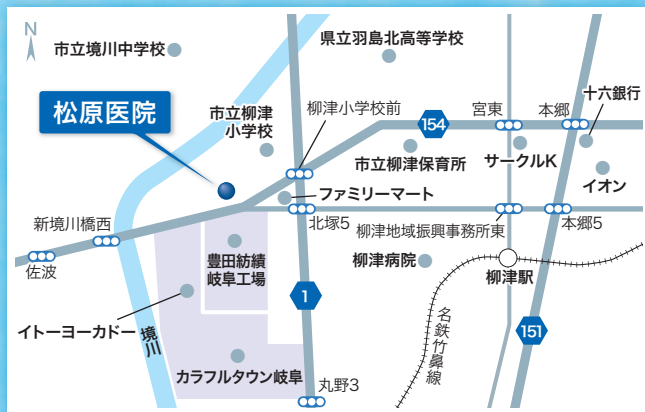 N
市立境川中学校
県立羽島北高等学校
松原医院
市立柳津
小学校
柳津小学校前
154
宮東
本郷
十六銀行
市立柳津保育所
サークルK
イオン
ファミリーマート
新境川橋西
佐波
北塚5
柳津地域振興事務所東
本郷5
豊田紡績
岐阜工場
柳津病院
柳津駅
イトーヨーカドー
境川
1
名鉄竹鼻線
151
カラフルタウン岐阜
丸野3